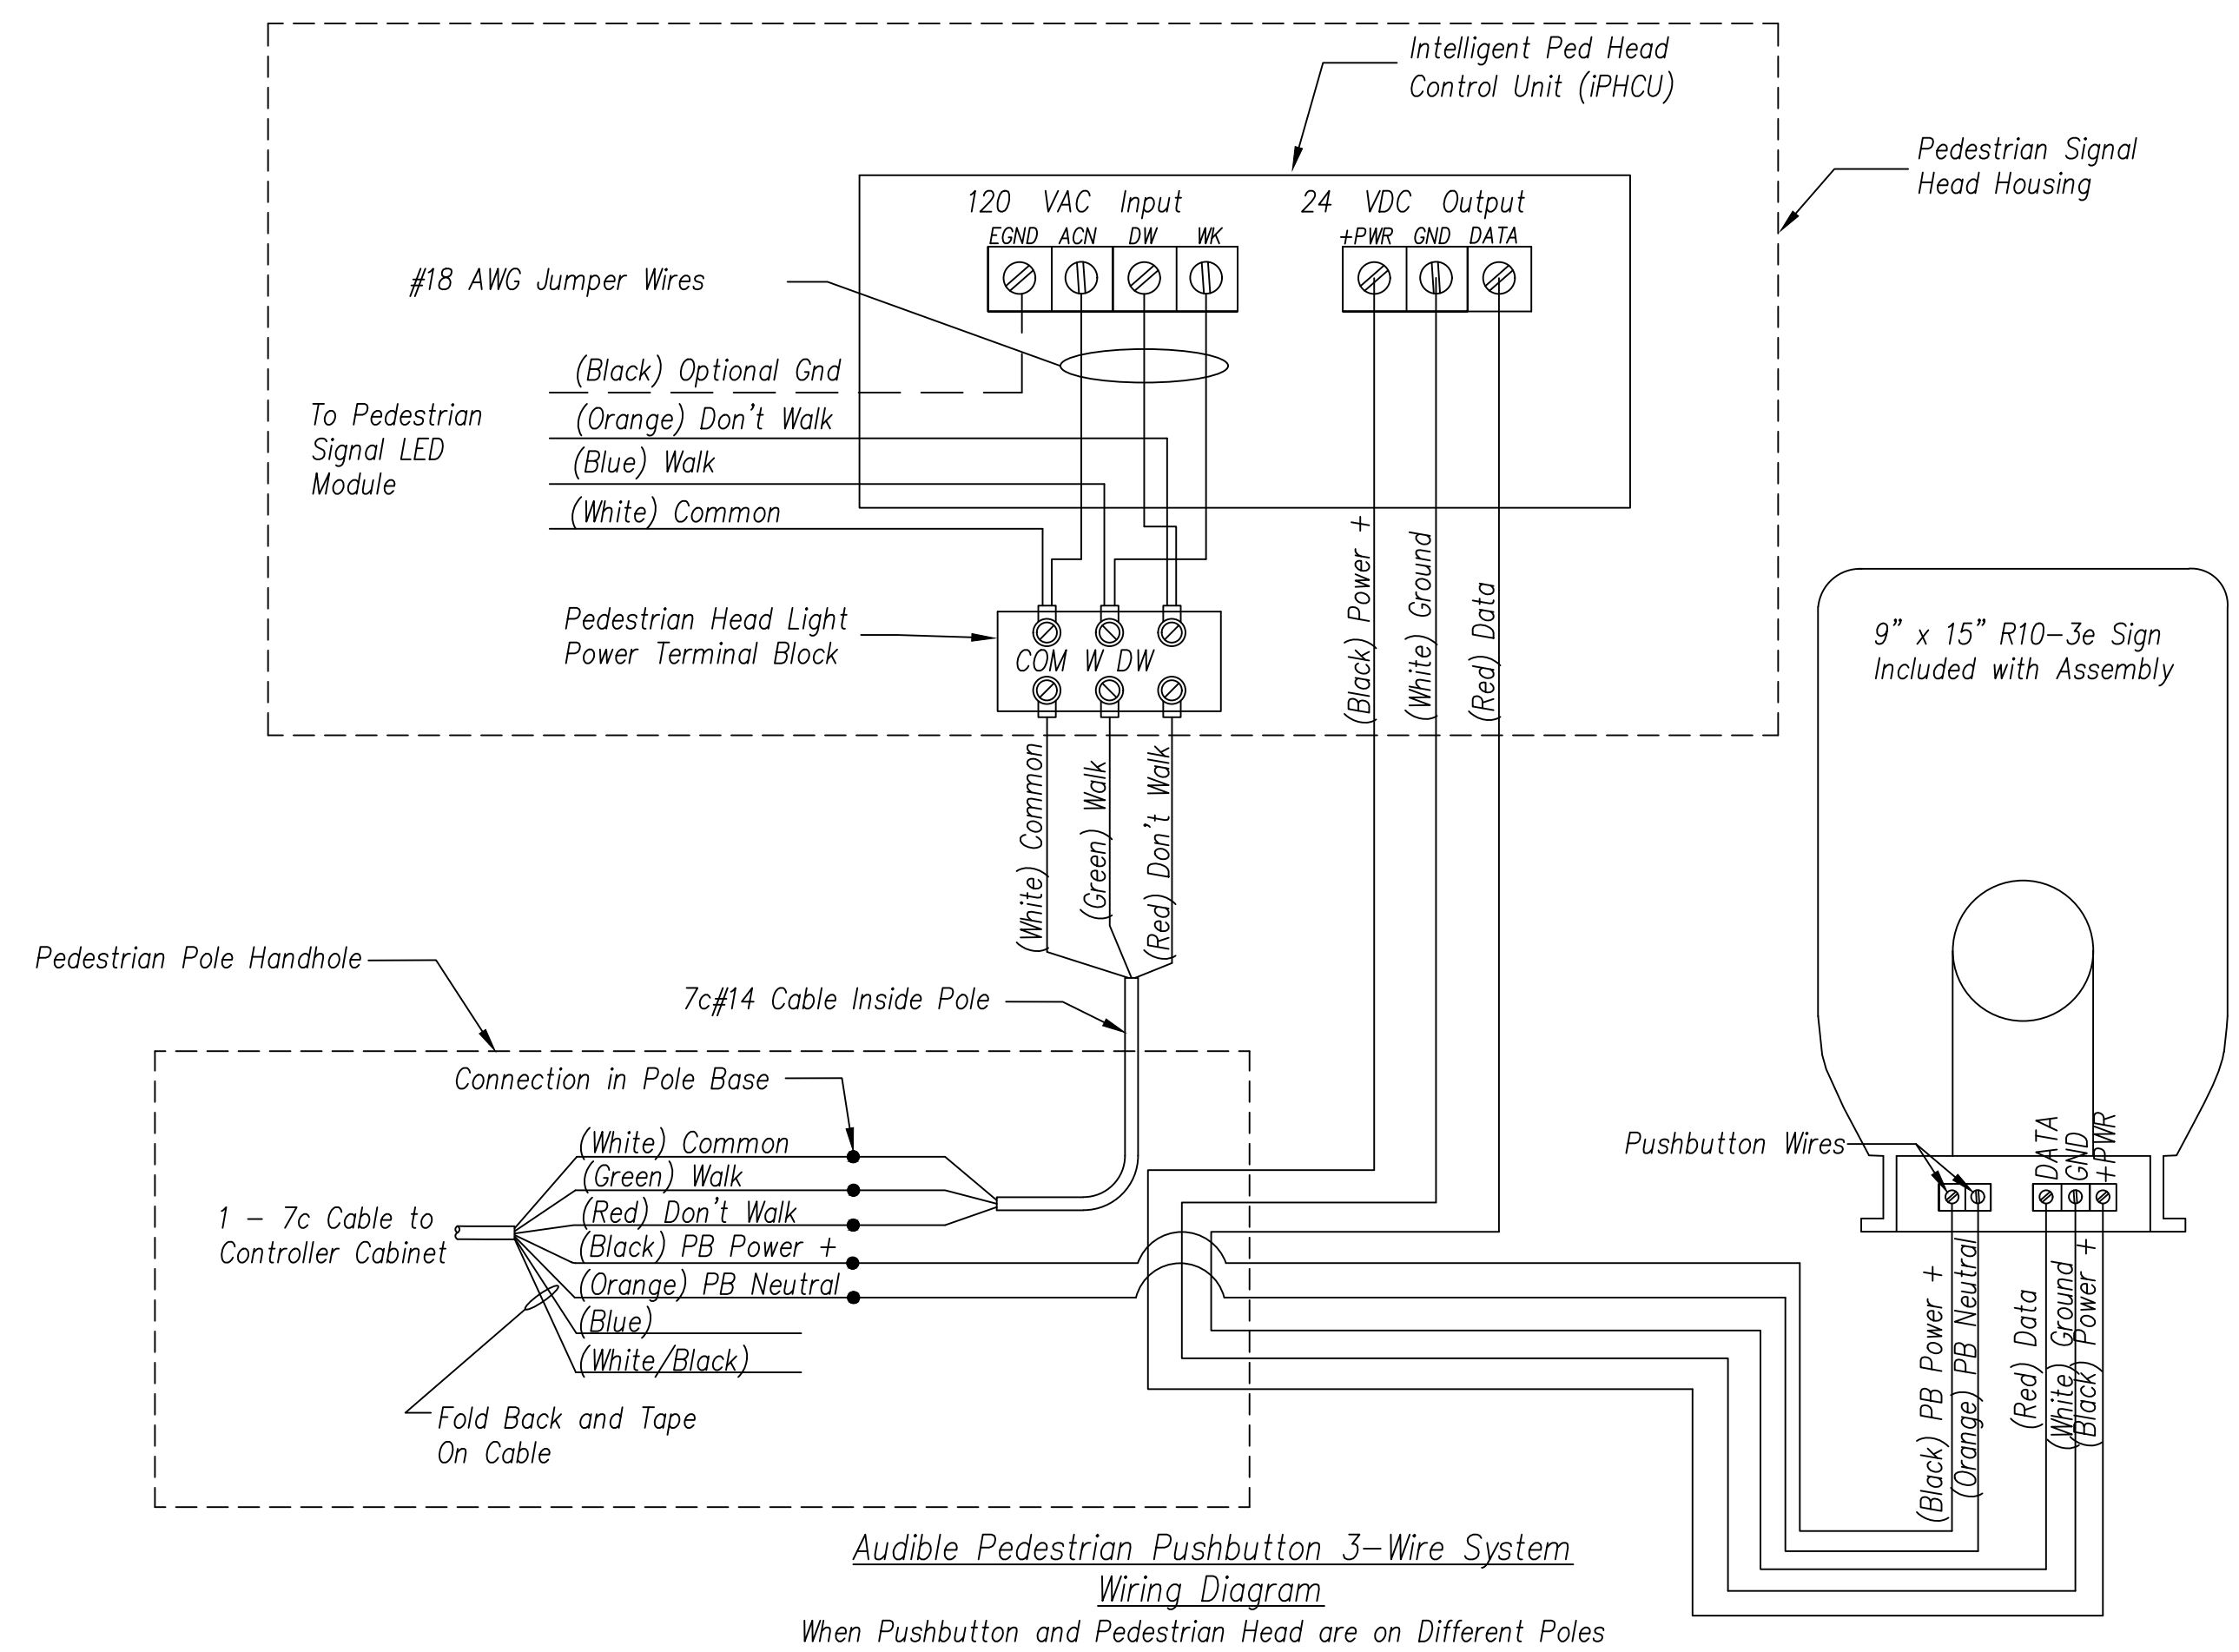 Intelligent Ped Head
Control Unit (iPHCU)
Pedestrian Signal
Head Housing
120 VAC Input
24 VDC Output
EGND ACN DW WK
+PWR GND DATA
#18 AWG Jumper Wires
(Black) Optional Gnd
(Orange) Don't Walk
(Blue) Walk
(White) Common
To Pedestrian
Signal LED
Module
Pedestrian Head Light
Power Terminal Block
COM W DW
(Black) Power +
(White) Ground
(Red) Data
9" x 15" R10-3e Sign
Included with Assembly
(White) Common
(Green) Walk
(Red) Don't Walk
Pedestrian Pole Handhole
7c#14 Cable Inside Pole
Connection in Pole Base
(White) Common
(Green) Walk
(Red) Don't Walk
(Black) PB Power +
(Orange) PB Neutral
(Blue)
(White/Black)
1 - 7c Cable to
Controller Cabinet
Fold Back and Tape
On Cable
Pushbutton Wires
DATA
GND
+PWR
(Black) PB Power +
(Orange) PB Neutral
(Red) Data
(White) Ground
(Black) Power +
Audible Pedestrian Pushbutton 3-Wire System
Wiring Diagram
When Pushbutton and Pedestrian Head are on Different Poles